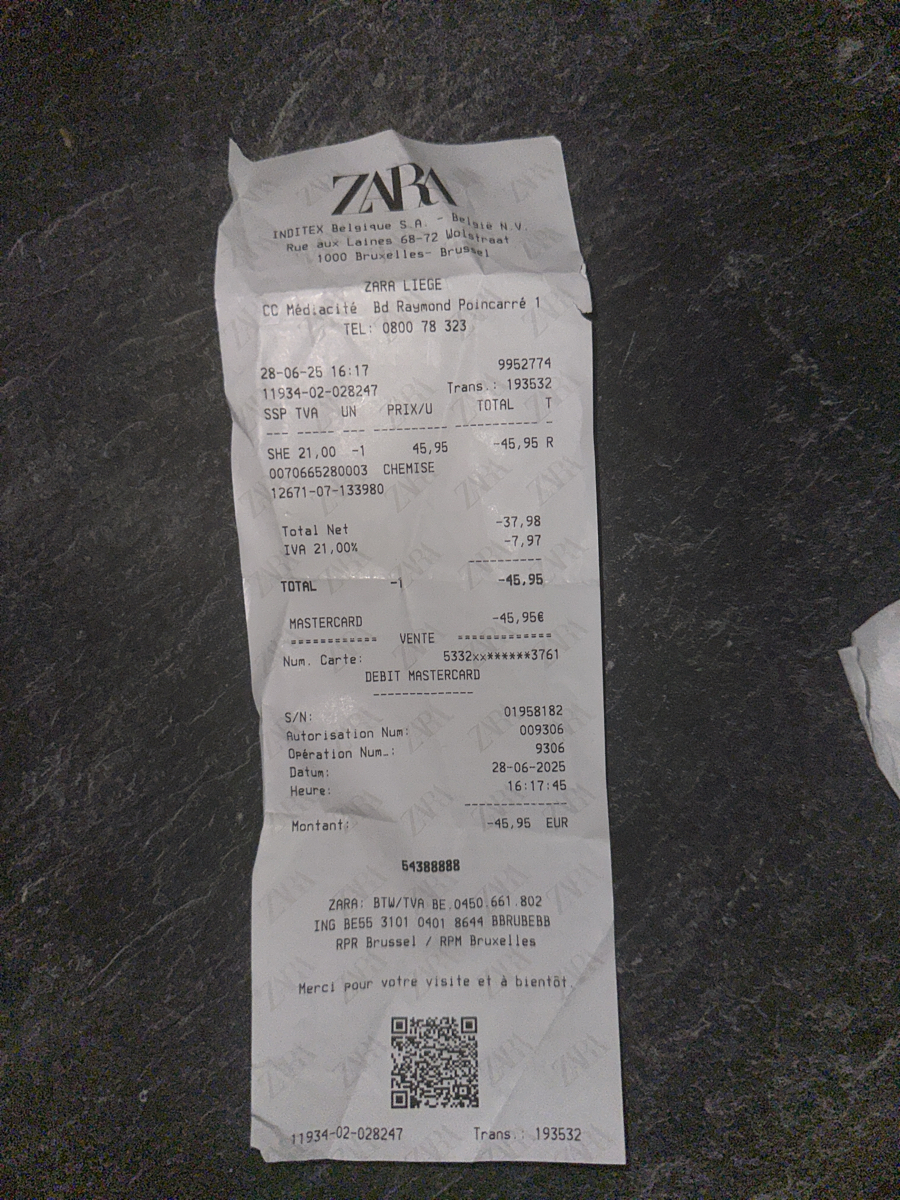 ZARA
INDITEX Belgique S.A. - België N.V.
Rue aux Laines 68-72 Wolstraat
1000 Bruxelles- Brussel
ZARA LIEGE
CC Médiacité Bd Raymond Poincarré 1
TEL: 0800 78 323
28-06-25 16:17 9952774
11934-02-028247 Trans.: 193532
SSP TVA UN PRIX/U TOTAL T
--- ----- --- ---------- ----------- --
SHE 21,00 -1 45,95 -45,95 R
0070665280003 CHEMISE
12671-07-133980
Total Net -37,98
IVA 21,00% -7,97
----------
TOTAL -1 -45,95
MASTERCARD -45,95€
============ VENTE =============
Num. Carte: 5332xx******3761
DEBIT MASTERCARD
--------------
S/N: 01958182
Autorisation Num: 009306
Opération Num.: 9306
Datum: 28-06-2025
Heure: 16:17:45
--------------
Montant: -45,95 EUR
54388888
ZARA: BTW/TVA BE.0450.661.802
ING BE55 3101 0401 8644 BBRUBEBB
RPR Brussel / RPM Bruxelles
Merci pour votre visite et à bientôt.
11934-02-028247 Trans.: 193532